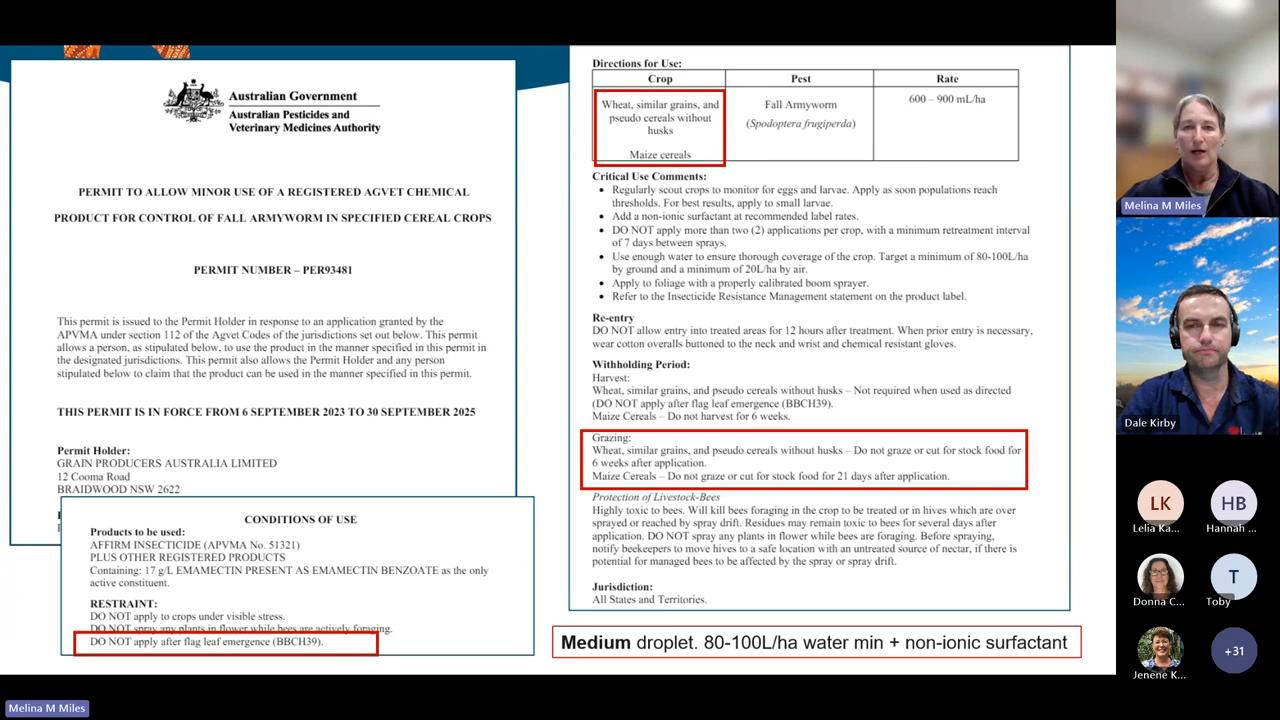 Australian Government
Australian Pesticides and
Veterinary Medicines Authority
PERMIT TO ALLOW MINOR USE OF A REGISTERED AGVET CHEMICAL
PRODUCT FOR CONTROL OF FALL ARMYWORM IN SPECIFIED CEREAL CROPS
PERMIT NUMBER – PER93481
This permit is issued to the Permit Holder in response to an application granted by the
APVMA under section 112 of the Agvet Codes of the jurisdictions set out below. This permit
allows a person, as stipulated below, to use the product in the manner specified in this permit in
the designated jurisdictions. This permit also allows the Permit Holder and any person
stipulated below to claim that the product can be used in the manner specified in this permit.
THIS PERMIT IS IN FORCE FROM 6 SEPTEMBER 2023 TO 30 SEPTEMBER 2025
Permit Holder:
GRAIN PRODUCERS AUSTRALIA LIMITED
12 Cooma Road
BRAIDWOOD NSW 2622
CONDITIONS OF USE
Products to be used:
AFFIRM INSECTICIDE (APVMA No. 51321)
PLUS OTHER REGISTERED PRODUCTS
Containing: 17 g/L EMAMECTIN PRESENT AS EMAMECTIN BENZOATE as the only
active constituent.
RESTRAINT:
DO NOT apply to crops under visible stress.
DO NOT spray any plants in flower while bees are actively foraging.
DO NOT apply after flag leaf emergence (BBCH39).
Directions for Use:
Crop Pest Rate
Wheat, similar grains, and
pseudo cereals without
husks
Maize cereals
Fall Armyworm
(Spodoptera frugiperda)
600 – 900 mL/ha
Critical Use Comments:
• Regularly scout crops to monitor for eggs and larvae. Apply as soon populations reach
thresholds. For best results, apply to small larvae.
• Add a non-ionic surfactant at recommended label rates.
• DO NOT apply more than two (2) applications per crop, with a minimum retreatment interval
of 7 days between sprays.
• Use enough water to ensure thorough coverage of the crop. Target a minimum of 80-100L/ha
by ground and a minimum of 20L/ha by air.
• Apply to foliage with a properly calibrated boom sprayer.
• Refer to the Insecticide Resistance Management statement on the product label.
Re-entry
DO NOT allow entry into treated areas for 12 hours after treatment. When prior entry is necessary,
wear cotton overalls buttoned to the neck and wrist and chemical resistant gloves.
Withholding Period:
Harvest:
Wheat, similar grains, and pseudo cereals without husks – Not required when used as directed
(DO NOT apply after flag leaf emergence (BBCH39).
Maize Cereals – Do not harvest for 6 weeks.
Grazing:
Wheat, similar grains, and pseudo cereals without husks – Do not graze or cut for stock food for
6 weeks after application.
Maize Cereals – Do not graze or cut for stock food for 21 days after application.
Protection of Livestock-Bees
Highly toxic to bees. Will kill bees foraging in the crop to be treated or in hives which are over
sprayed or reached by spray drift. Residues may remain toxic to bees for several days after
application. DO NOT spray any plants in flower while bees are foraging. Before spraying,
notify beekeepers to move hives to a safe location with an untreated source of nectar, if there is
potential for managed bees to be affected by the spray or spray drift.
Jurisdiction:
All States and Territories.
Medium droplet. 80-100L/ha water min + non-ionic surfactant
Melina M Miles
Dale Kirby
LK
Lelia Ka...
HB
Hannah ...
Donna C...
T
Toby
Jenene K...
+31
Melina M Miles